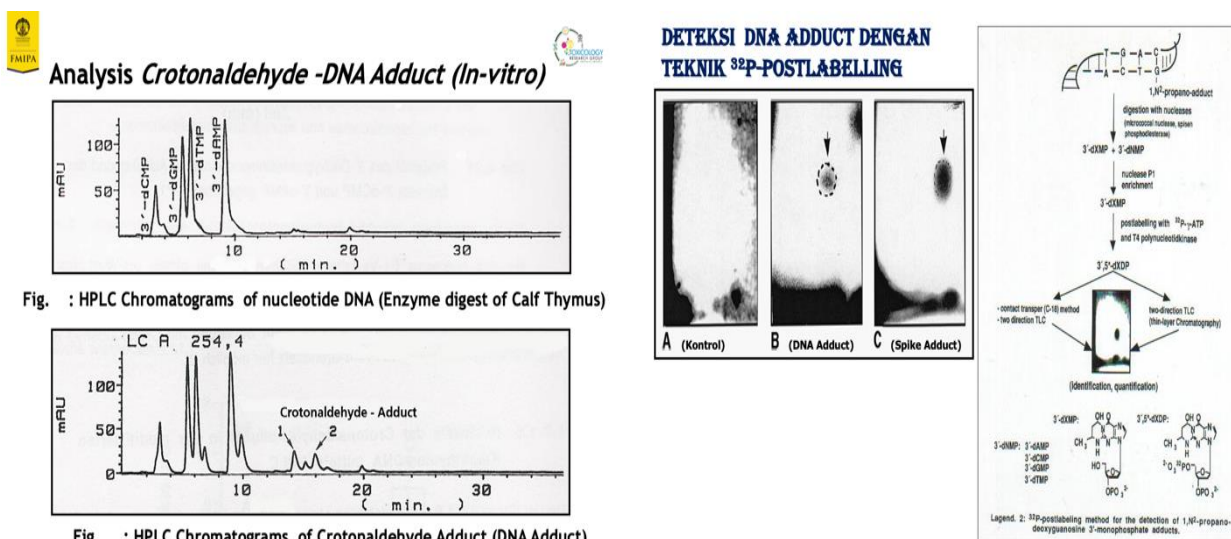 FMIPA
TOXICOLOGY
RESEARCH GROUP
Analysis Crotonaldehyde -DNA Adduct (In-vitro)
mAU
100
50
3'-dCMP
3'-dGMP
3'-dTMP
3'-dAMP
10
20
30
( min. )
Fig. : HPLC Chromatograms of nucleotide DNA (Enzyme digest of Calf Thymus)
LC A 254,4
mAU
100
50
0
Crotonaldehyde - Adduct
1
2
10
20
30
( min. )
Fig. : HPLC Chromatograms of Crotonaldehyde Adduct (DNA Adduct)
DETEKSI DNA ADDUCT DENGAN
TEKNIK ³²P-POSTLABELLING
A (Kontrol)
B (DNA Adduct)
C (Spike Adduct)
T-G-A-C
A-C-T-G
1,N²-propano-adduct
digestion with nucleases
(micrococcal nuclease, spleen
phosphodiesterase)
3'-dXMP + 3'-dNMP
nuclease P1
enrichment
3'-dXMP
postlabelling with ³²P-γ-ATP
and T4 polynucleotidkinase
3',5'-dXDP
- contact transper (C-18) method
- two direction TLC
two-direction TLC
(thin-layer Chromatography)
(identification, quantification)
3'-dXMP:
3',5'-dXDP:
3'-dNMP: 3'-dAMP
3'-dCMP
3'-dGMP
3'-dTMP
Lagend. 2: ³²P-postlabeling method for the detection of 1,N²-propano-
deoxyguanosine 3'-monophosphate adducts.